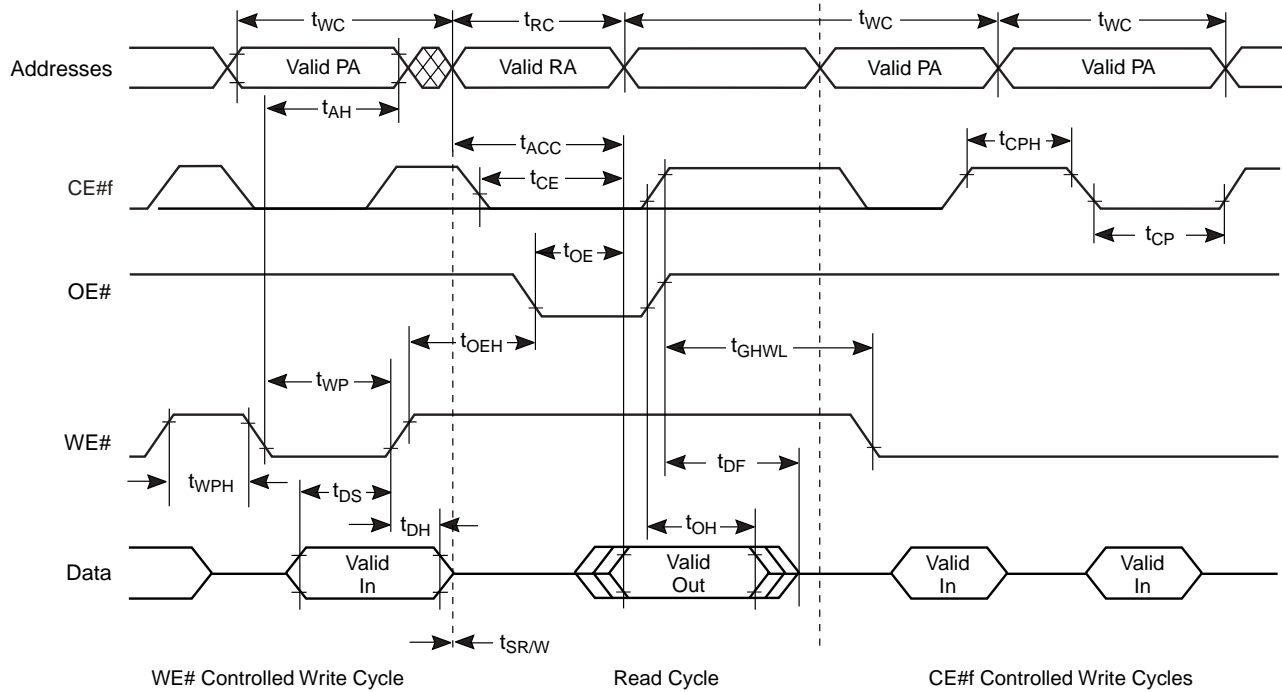 tWC tRC tWC tWC
Addresses Valid PA Valid RA Valid PA Valid PA
tAH
tACC tCPH
CE#f tCE
tCP
tOE
OE#
tOEH tGHWL
tWP
WE#
tDF
tWPH tDS
tDH tOH
Data Valid In Valid Out Valid In Valid In
tSR/W
WE# Controlled Write Cycle Read Cycle CE#f Controlled Write Cycles